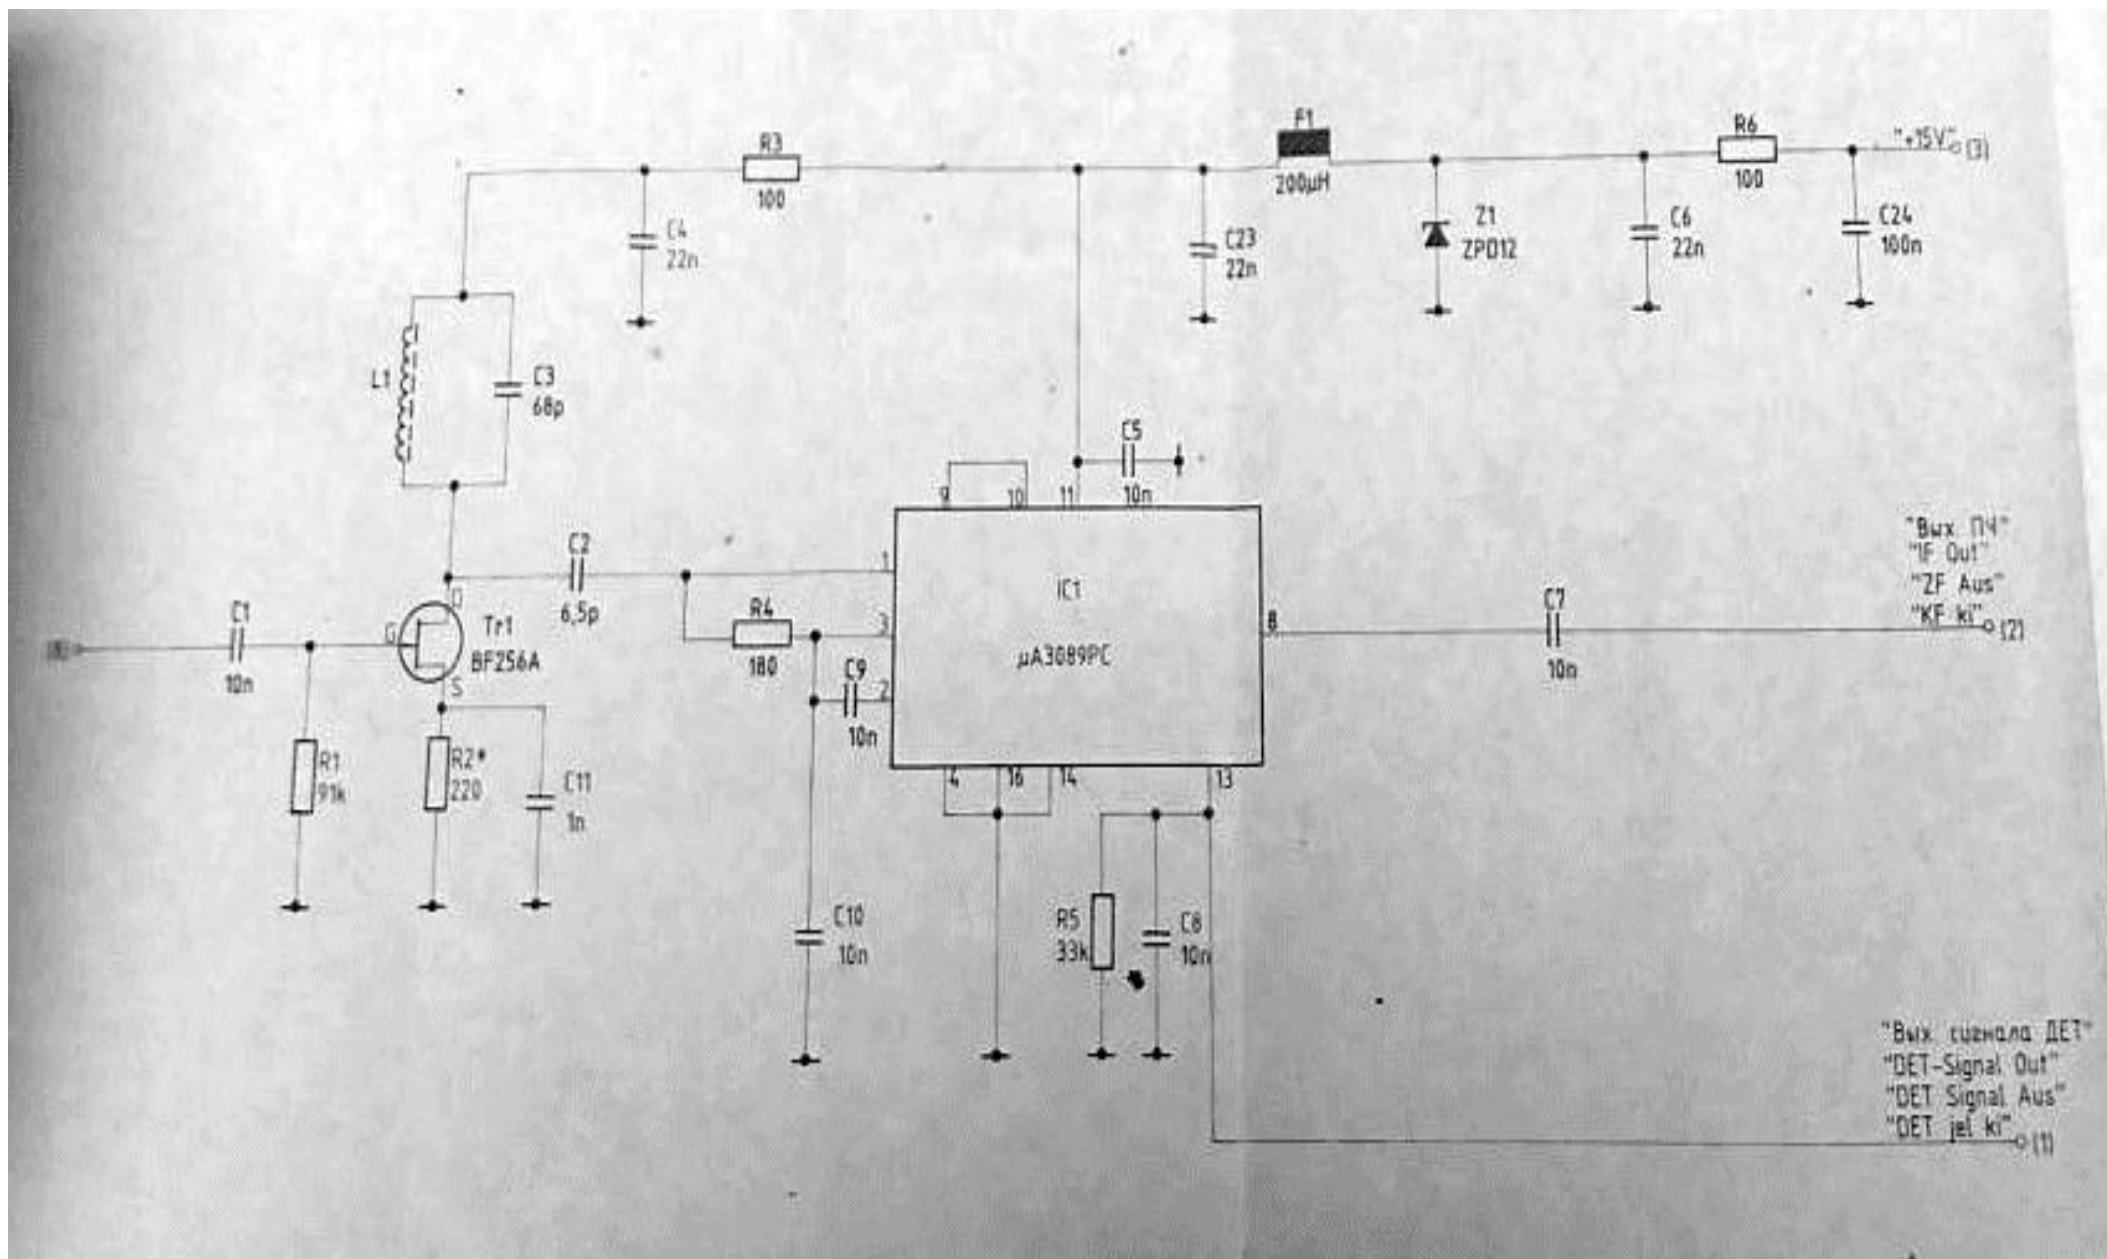 F1
200µH
R3
100
R6
100
"+15V"
(3)
C4
22n
C23
22n
Z1
ZPD12
C6
22n
C24
100n
L1
C3
68p
C5
10n
9
10
11
C2
6,5p
1
IC1
µA3089PC
"Вых ПЧ"
"IF Out"
"ZF Aus"
"KF ki"
(2)
C1
10n
G
D
S
Tr1
BF256A
R4
180
3
C9
10n
2
8
C7
10n
R1
91k
R2*
220
C11
1n
4
16
14
13
C10
10n
R5
33k
C8
10n
"Вых сигнала ДЕТ"
"DET-Signal Out"
"DET Signal Aus"
"DET jel ki"
(1)